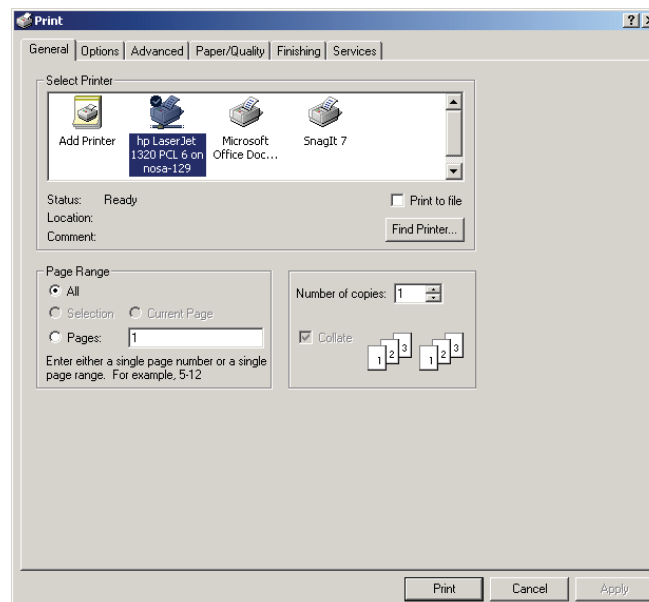 Print
General Options Advanced Paper/Quality Finishing Services
Select Printer
Add Printer
hp LaserJet
1320 PCL 6 on
nosa-129
Microsoft
Office Doc...
SnagIt 7
Status: Ready
Location:
Comment:
Print to file
Find Printer...
Page Range
All
Selection Current Page
Pages: 1
Enter either a single page number or a single
page range. For example, 5-12
Number of copies: 1
Collate
1 2 3 1 2 3
Print Cancel Apply